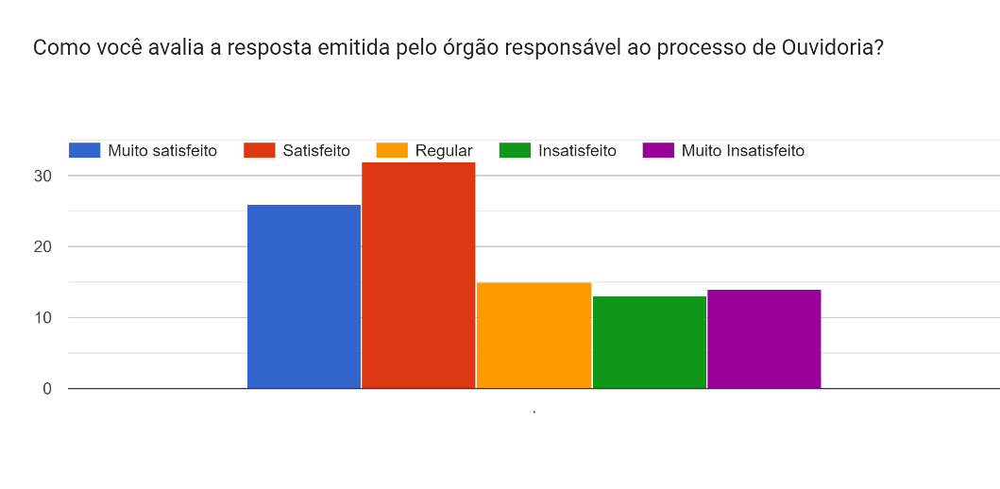 Como você avalia a resposta emitida pelo órgão responsável ao processo de Ouvidoria?
Muito satisfeito Satisfeito Regular Insatisfeito Muito Insatisfeito
30
20
10
0
.